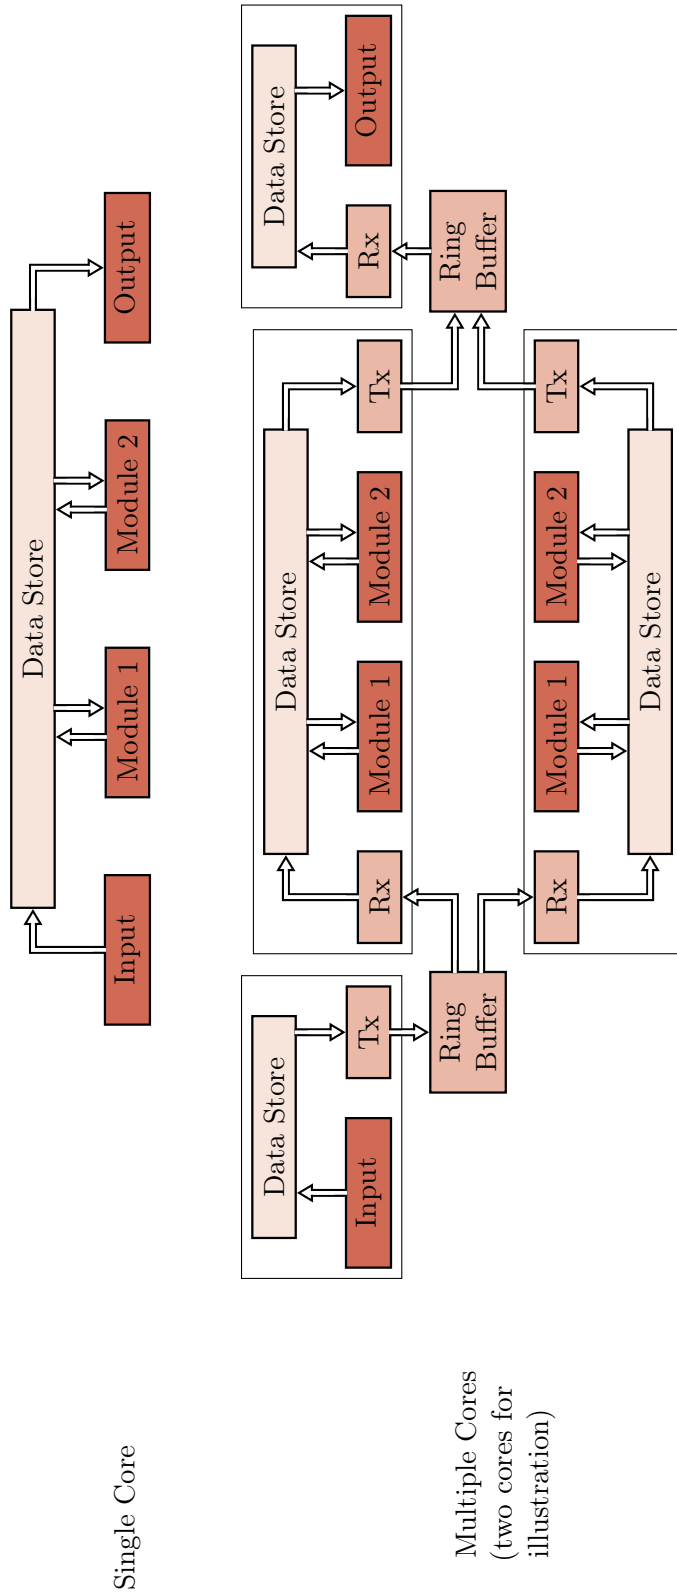 Single Core
Data Store
Input
Module 1
Module 2
Output
Multiple Cores
(two cores for
illustration)
Data Store
Input
Tx
Ring
Buffer
Data Store
Rx
Module 1
Module 2
Tx
Rx
Module 1
Module 2
Tx
Data Store
Ring
Buffer
Data Store
Rx
Output